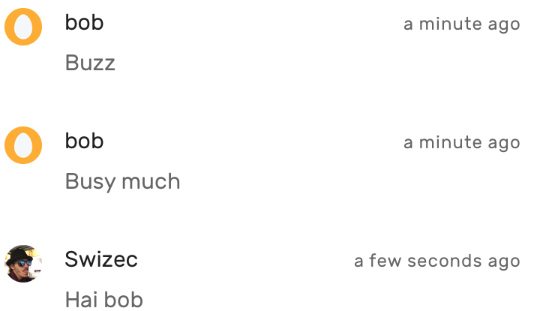 bob a minute ago
Buzz
bob a minute ago
Busy much
Swizec a few seconds ago
Hai bob